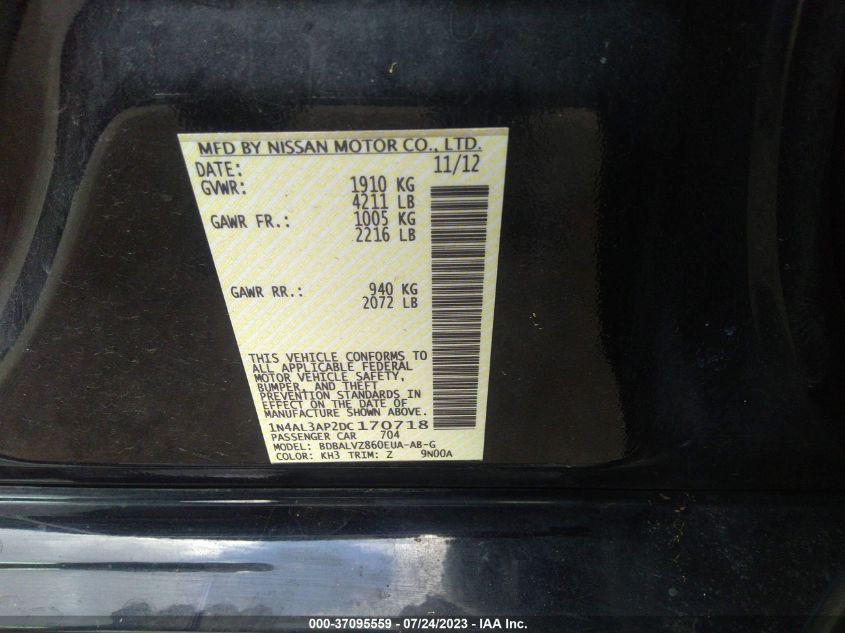 MFD BY NISSAN MOTOR CO., LTD.
DATE: 11/12
GVWR: 1910 KG
4211 LB
GAWR FR.: 1005 KG
2216 LB
GAWR RR.: 940 KG
2072 LB
THIS VEHICLE CONFORMS TO
ALL APPLICABLE FEDERAL
MOTOR VEHICLE SAFETY,
BUMPER, AND THEFT
PREVENTION STANDARDS IN
EFFECT ON THE DATE OF
MANUFACTURE SHOWN ABOVE.
1N4AL3AP2DC170718
PASSENGER CAR 704
MODEL: BDBALVZ860EUA-AB-G
COLOR: KH3 TRIM: Z 9N00A
000-37095559 - 07/24/2023 - IAA Inc.